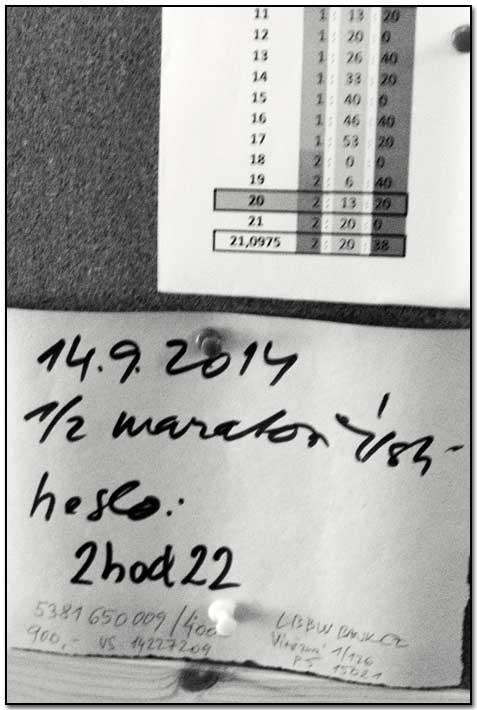 11 1 : 13 : 20
12 1 : 20 : 0
13 1 : 26 : 40
14 1 : 33 : 20
15 1 : 40 : 0
16 1 : 46 : 40
17 1 : 53 : 20
18 2 : 0 : 0
19 2 : 6 : 40
20 2 : 13 : 20
21 2 : 20 : 0
21,0975 2 : 20 : 38
14.9.2014
1/2 maraton
heslo:
2hod22
5381650009/400
LBBW BANK CZ
900,- VS 14227209
1/126
15021